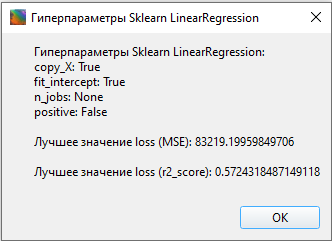 Гиперпараметры Sklearn LinearRegression
Гиперпараметры Sklearn LinearRegression:
copy_X: True
fit_intercept: True
n_jobs: None
positive: False
Лучшее значение loss (MSE): 83219.19959849706
Лучшее значение loss (r2_score): 0.5724318487149118
OK